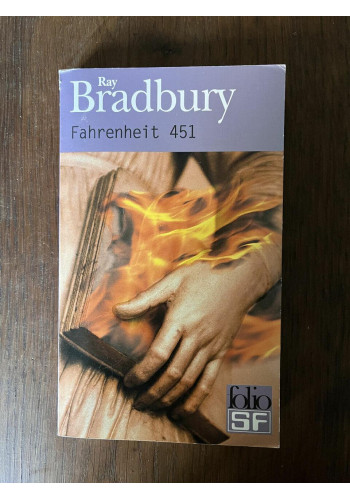 Ray
Bradbury
Fahrenheit 451
folio
SF